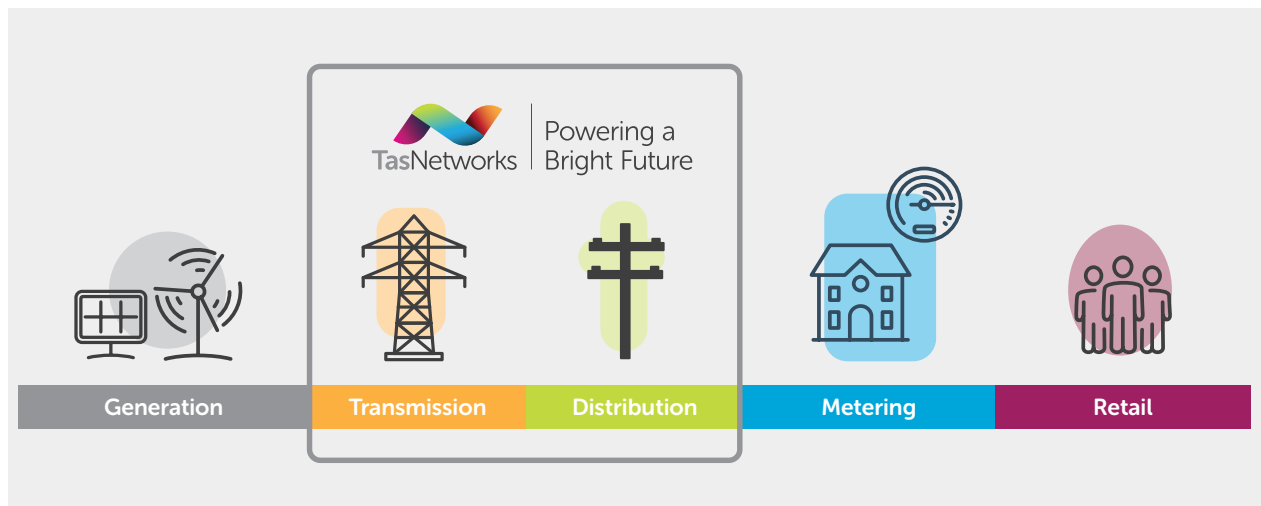 TasNetworks
Powering a
Bright Future
Generation
Transmission
Distribution
Metering
Retail